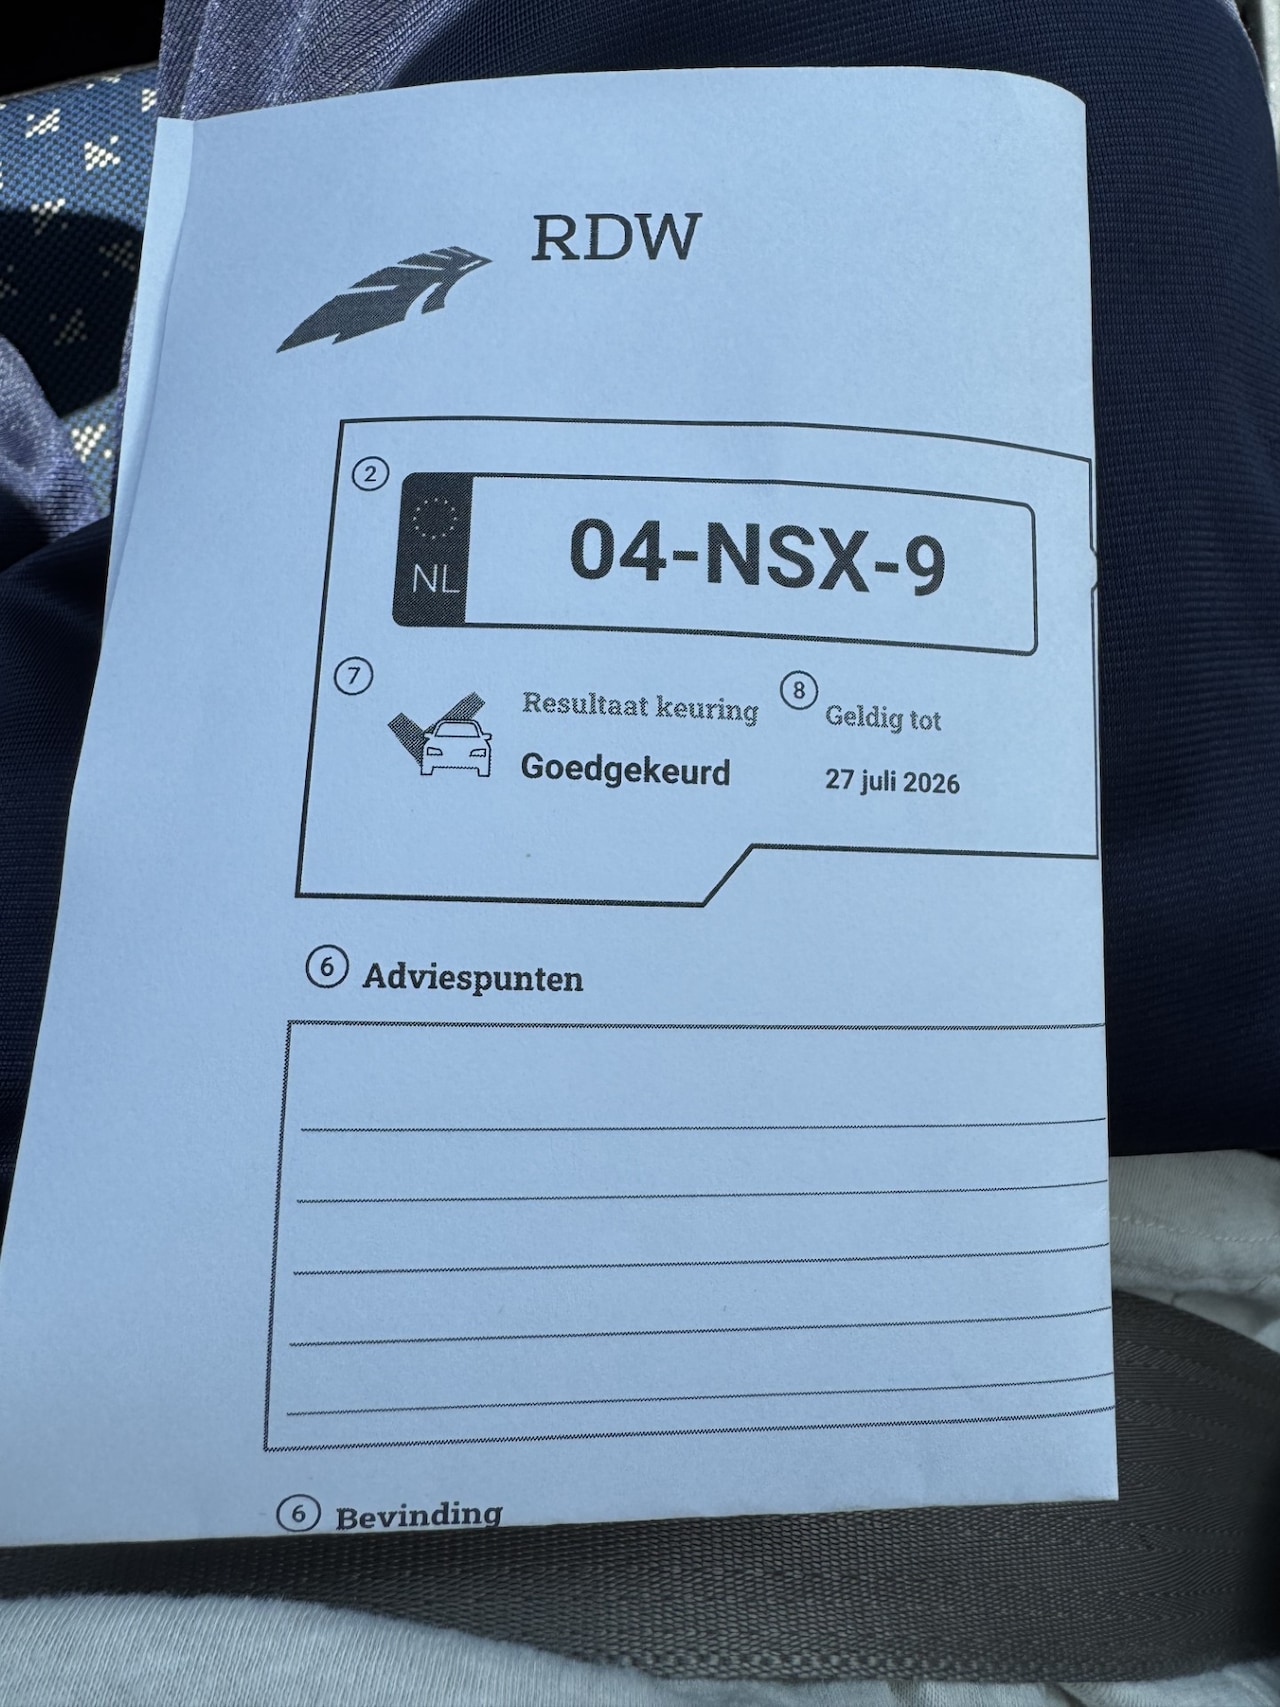 RDW
2
NL
04-NSX-9
7
Resultaat keuring
8
Geldig tot
Goedgekeurd
27 juli 2026
6 Adviespunten
6 Bevinding